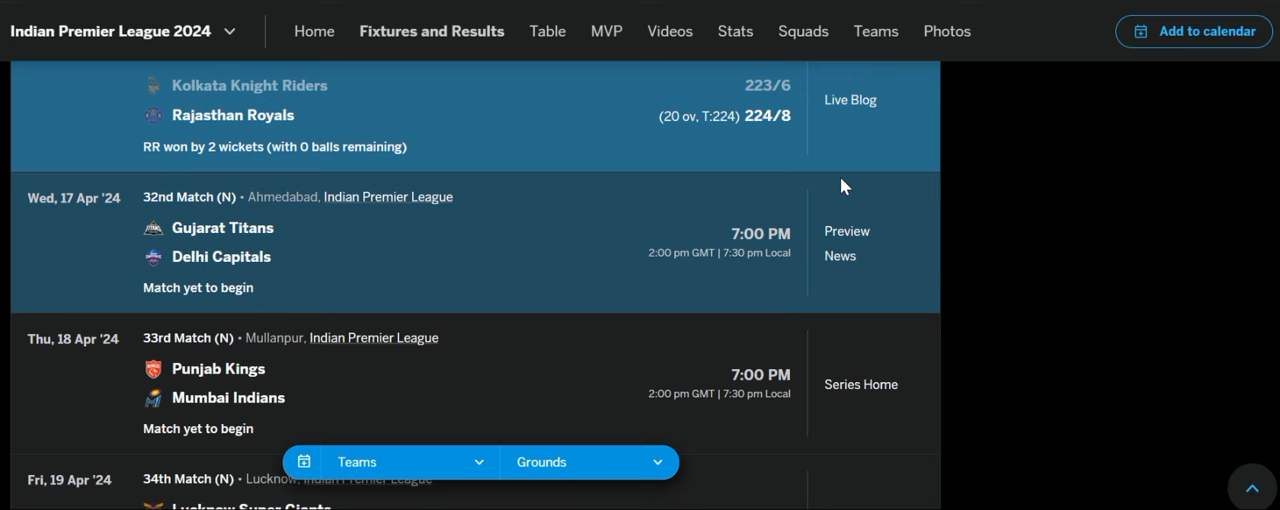 Indian Premier League 2024 Home Fixtures and Results Table MVP Videos Stats Squads Teams Photos Add to calendar
Kolkata Knight Riders 223/6
Rajasthan Royals (20 ov, T:224) 224/8
Live Blog
RR won by 2 wickets (with 0 balls remaining)
Wed, 17 Apr '24 32nd Match (N) • Ahmedabad, Indian Premier League
Gujarat Titans
Delhi Capitals
7:00 PM
2:00 pm GMT | 7:30 pm Local
Preview
News
Match yet to begin
Thu, 18 Apr '24 33rd Match (N) • Mullanpur, Indian Premier League
Punjab Kings
Mumbai Indians
7:00 PM
2:00 pm GMT | 7:30 pm Local
Series Home
Match yet to begin
Teams Grounds
Fri, 19 Apr '24 34th Match (N) • Lucknow, Indian Premier League
Lucknow Super Giants